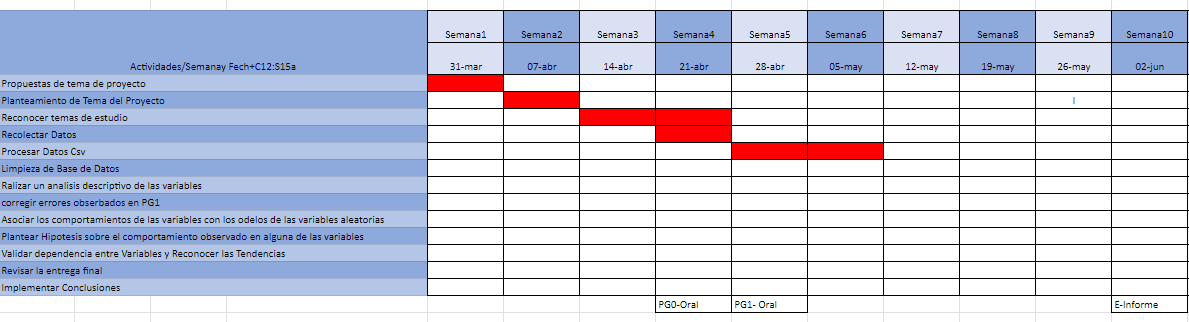 Semana1 Semana2 Semana3 Semana4 Semana5 Semana6 Semana7 Semana8 Semana9 Semana10
Actividades/Semanay Fech+C12:S15a 31-mar 07-abr 14-abr 21-abr 28-abr 05-may 12-may 19-may 26-may 02-jun
Propuestas de tema de proyecto
Planteamiento de Tema del Proyecto
Reconocer temas de estudio
Recolectar Datos
Procesar Datos Csv
Limpieza de Base de Datos
Ralizar un analisis descriptivo de las variables
corregir errores obserbados en PG1
Asociar los comportamientos de las variables con los odelos de las variables aleatorias
Plantear Hipotesis sobre el comportamiento observado en alguna de las variables
Validar dependencia entre Variables y Reconocer las Tendencias
Revisar la entrega final
Implementar Conclusiones
PG0-Oral PG1- Oral E-Informe